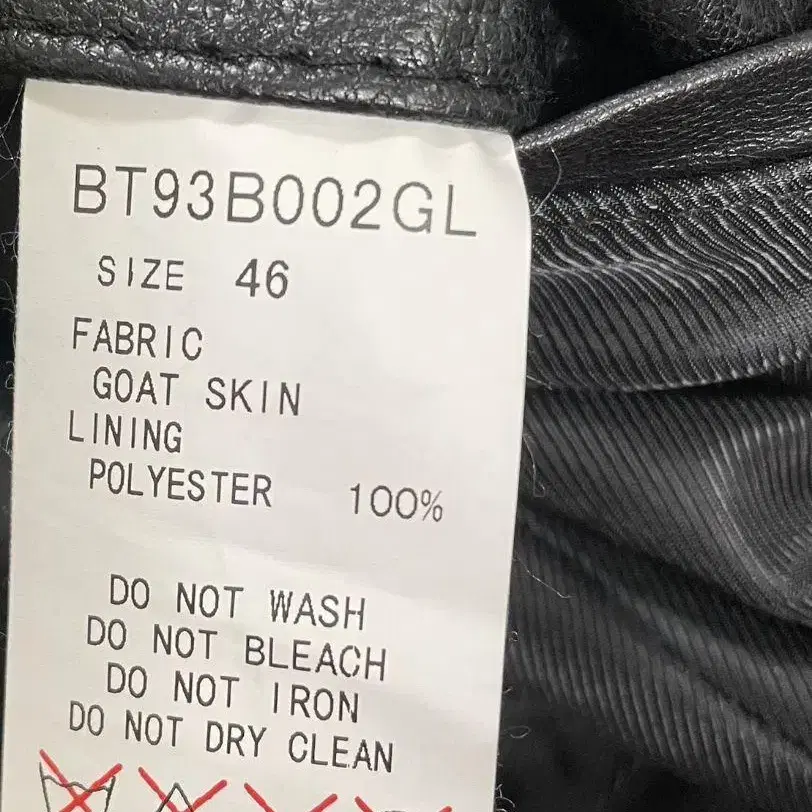 BT93B002GL
SIZE 46
FABRIC
GOAT SKIN
LINING
POLYESTER 100%
DO NOT WASH
DO NOT BLEACH
DO NOT IRON
DO NOT DRY CLEAN